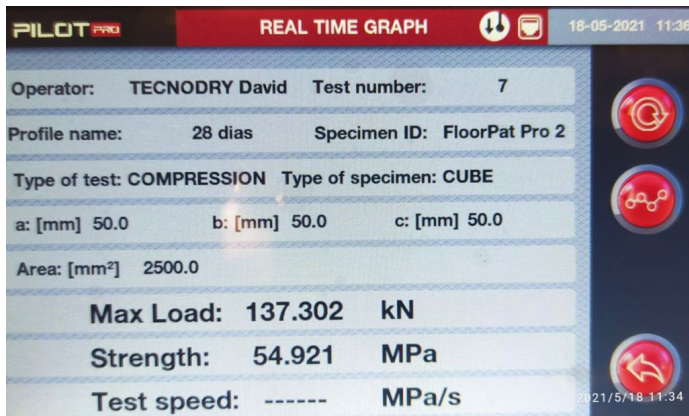 PILOT PRO REAL TIME GRAPH 18-05-2021 11:36
Operator: TECNODRY David Test number: 7
Profile name: 28 dias Specimen ID: FloorPat Pro 2
Type of test: COMPRESSION Type of specimen: CUBE
a: [mm] 50.0 b: [mm] 50.0 c: [mm] 50.0
Area: [mm²] 2500.0
Max Load: 137.302 kN
Strength: 54.921 MPa
Test speed: ------ MPa/s
2021/5/18 11:34